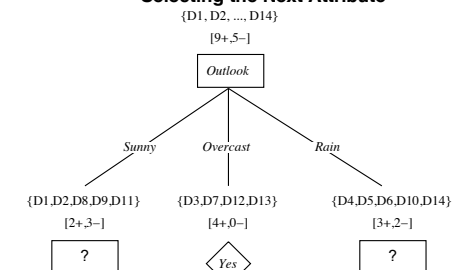 Selecting the Next Attribute
{D1, D2, ..., D14}
[9+,5−]
Outlook
Sunny Overcast Rain
{D1,D2,D8,D9,D11} {D3,D7,D12,D13} {D4,D5,D6,D10,D14}
[2+,3−] [4+,0−] [3+,2−]
? Yes ?